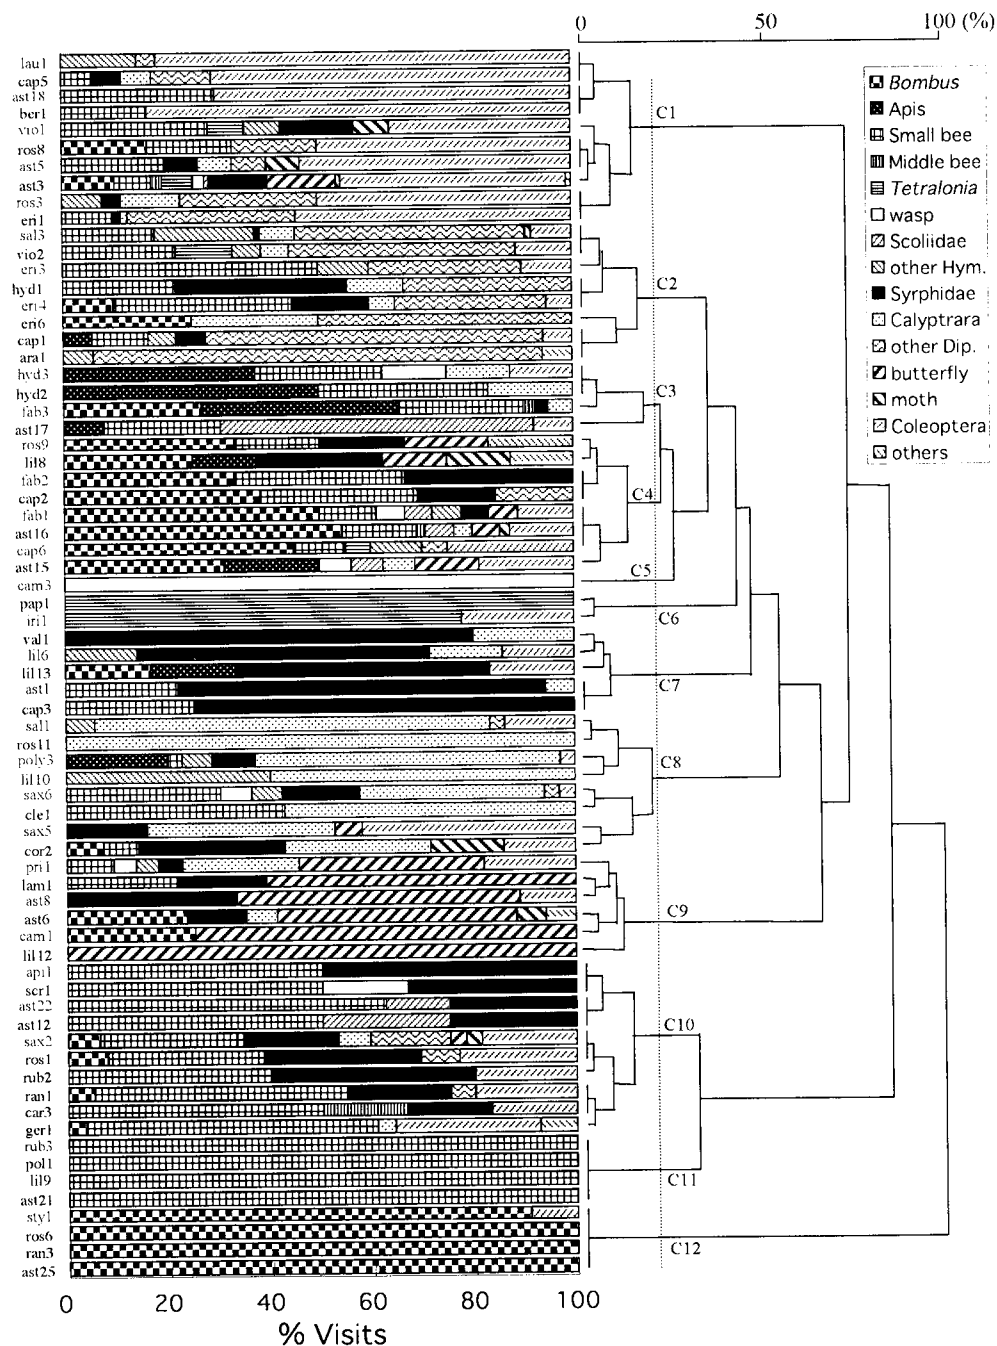 0 50 100 (%)
lau1
cap5
ast18
ber1
vio1
ros8
ast5
ast3
ros3
eri1
sal3
vio2
eri3
hyd1
eri4
eri6
cap1
ara1
hyd3
hyd2
fab3
ast17
ros9
lil8
fab2
cap2
fab1
ast16
cap6
ast15
cam3
pap1
iri1
val1
lil6
lil13
ast1
cap3
sal1
ros11
poly3
lil10
sax6
cle1
sax5
cor2
pri1
lam1
ast8
ast6
cam1
lil12
api1
scr1
ast22
ast12
sax2
ros1
rub2
ran1
car3
ger1
rub3
pol1
lil9
ast21
sty1
ros6
ran3
ast25
0 20 40 60 80 100
% Visits
C1
C2
C3
C4
C5
C6
C7
C8
C9
C10
C11
C12
Bombus
Apis
Small bee
Middle bee
Tetralonia
wasp
Scoliidae
other Hym.
Syrphidae
Calyptrara
other Dip.
butterfly
moth
Coleoptera
others